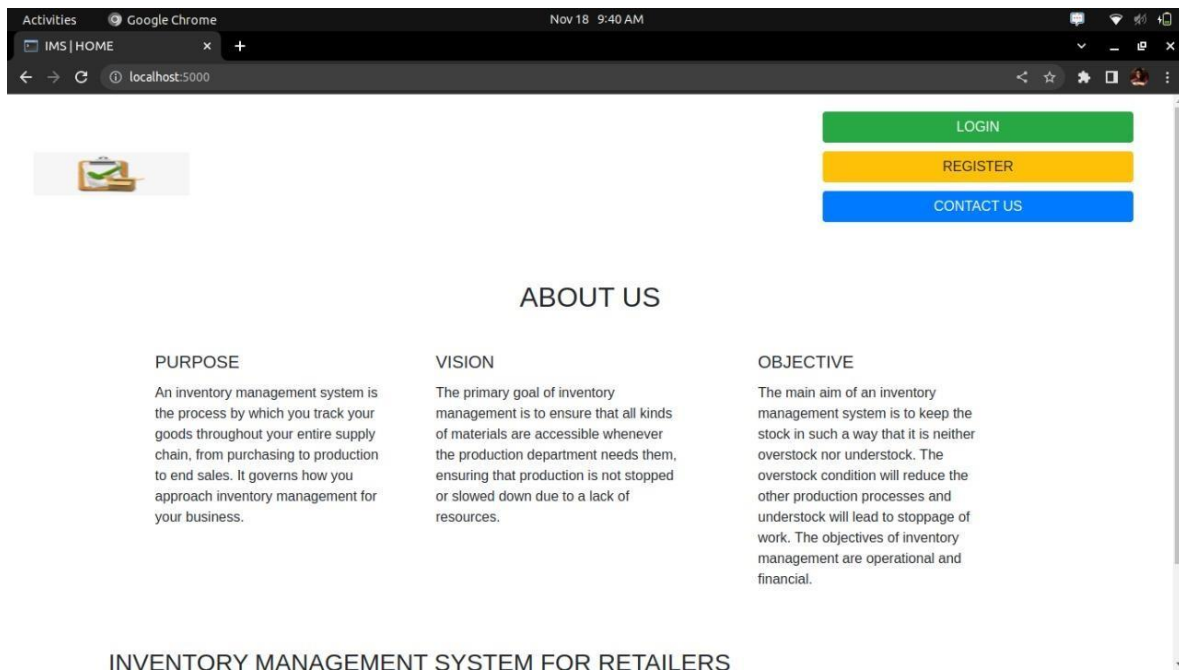 Activities Google Chrome Nov 18 9:40 AM
IMS | HOME
localhost:5000
LOGIN
REGISTER
CONTACT US
ABOUT US
PURPOSE
An inventory management system is
the process by which you track your
goods throughout your entire supply
chain, from purchasing to production
to end sales. It governs how you
approach inventory management for
your business.
VISION
The primary goal of inventory
management is to ensure that all kinds
of materials are accessible whenever
the production department needs them,
ensuring that production is not stopped
or slowed down due to a lack of
resources.
OBJECTIVE
The main aim of an inventory
management system is to keep the
stock in such a way that it is neither
overstock nor understock. The
overstock condition will reduce the
other production processes and
understock will lead to stoppage of
work. The objectives of inventory
management are operational and
financial.
INVENTORY MANAGEMENT SYSTEM FOR RETAILERS